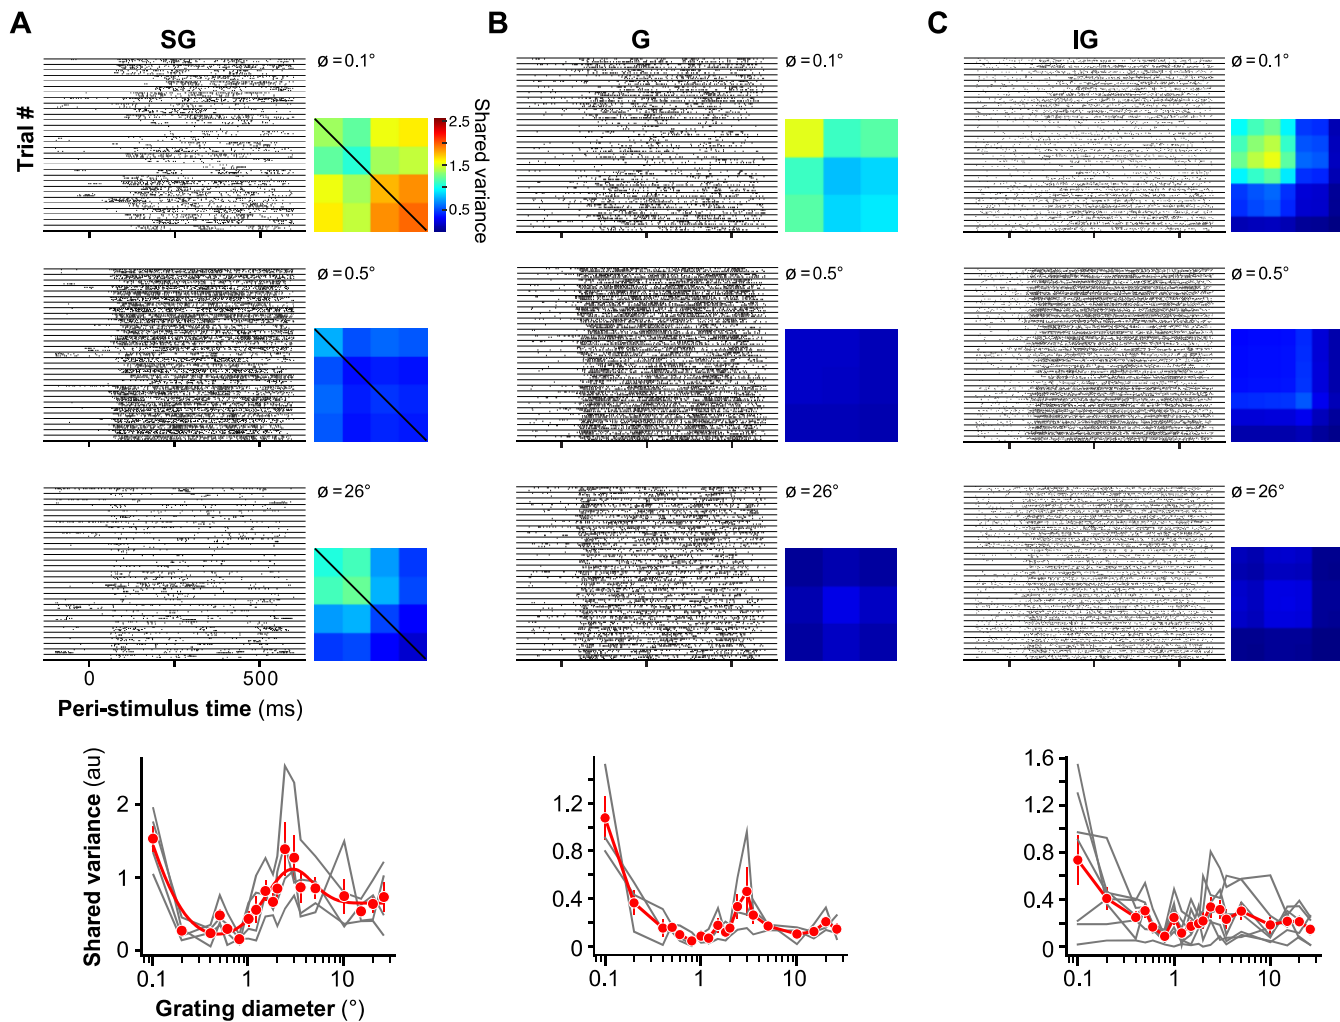 A
B
C
SG
G
IG
ø = 0.1°
ø = 0.1°
ø = 0.1°
Trial #
2.5
1.5
0.5
Shared variance
ø = 0.5°
ø = 0.5°
ø = 0.5°
ø = 26°
ø = 26°
ø = 26°
0 500
Peri-stimulus time (ms)
Shared variance (au)
2
1
0
0.1 1 10
Grating diameter (°)
1.2
0.8
0.4
0
0.1 1 10
1.6
1.2
0.8
0.4
0
0.1 1 10